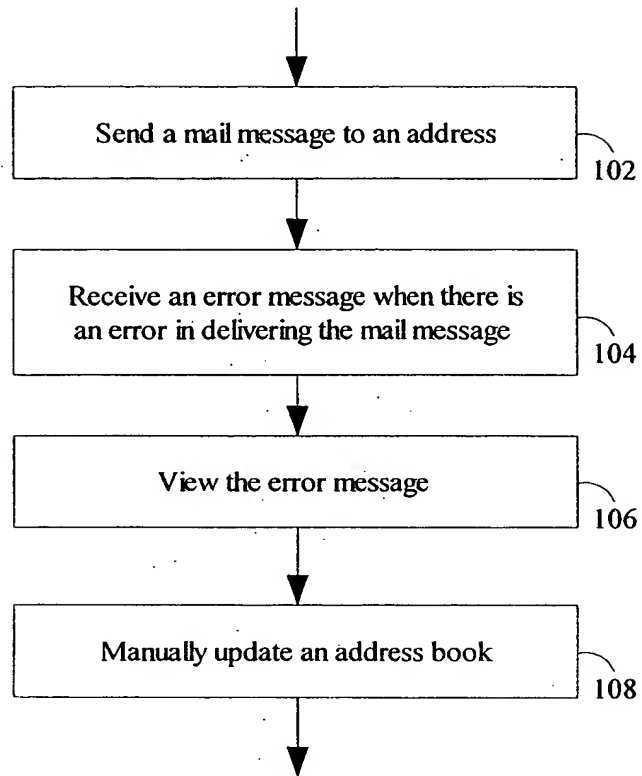 Send a mail message to an address
102
Receive an error message when there is
an error in delivering the mail message
104
View the error message
106
Manually update an address book
108